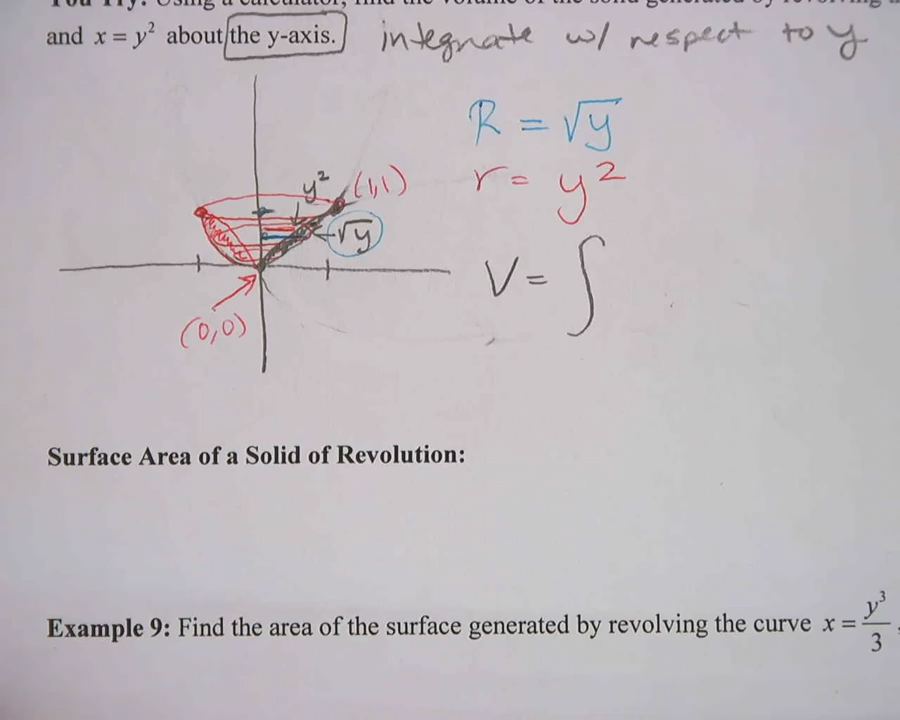 and x = y² about the y-axis. integrate w/ respect to y
R = √y
y² (1,1) r = y²
√y
V = ∫
(0,0)
Surface Area of a Solid of Revolution:
Example 9: Find the area of the surface generated by revolving the curve x = y³/3